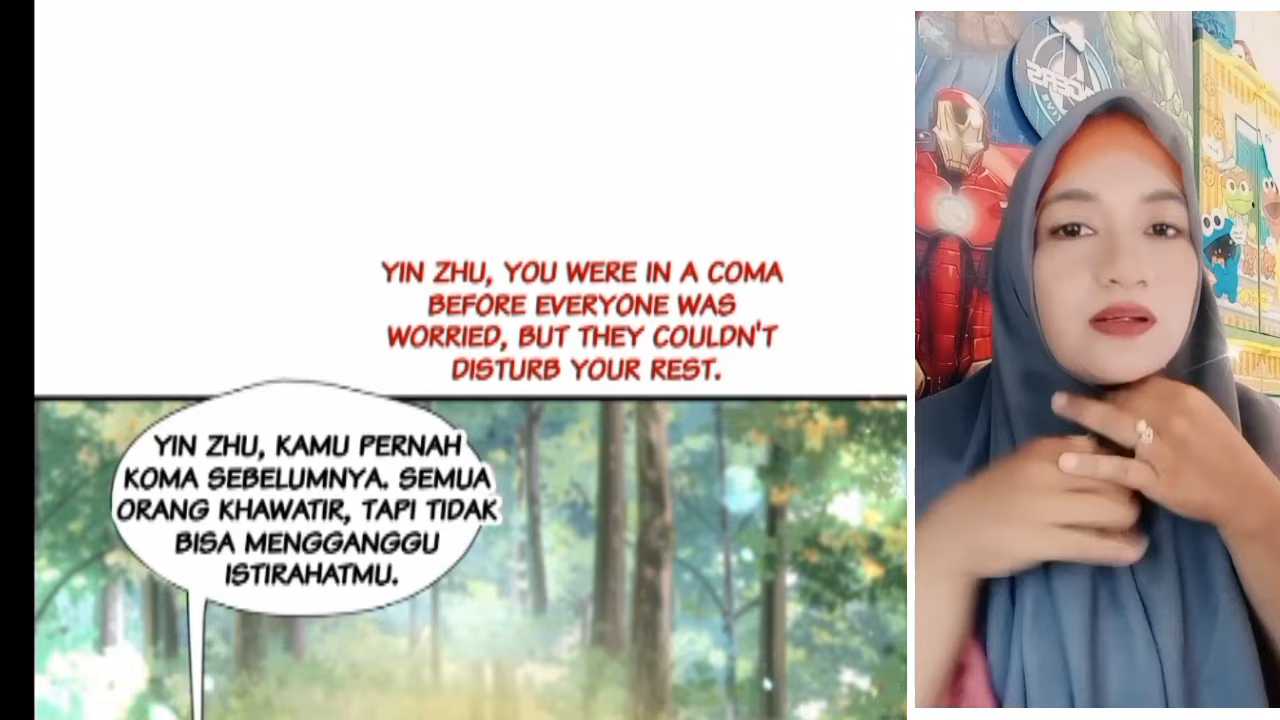 YIN ZHU, YOU WERE IN A COMA
BEFORE EVERYONE WAS
WORRIED, BUT THEY COULDN'T
DISTURB YOUR REST.
YIN ZHU, KAMU PERNAH
KOMA SEBELUMNYA. SEMUA
ORANG KHAWATIR, TAPI TIDAK
BISA MENGGANGGU
ISTIRAHATMU.